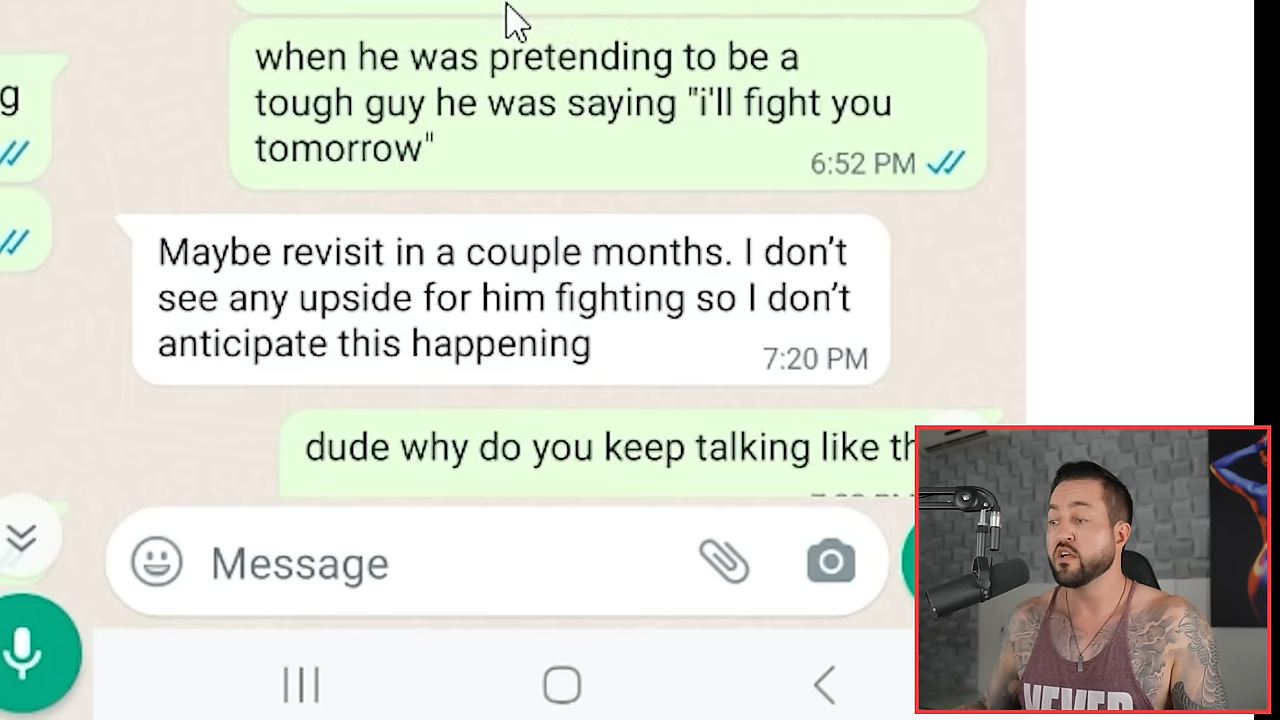 when he was pretending to be a
tough guy he was saying "i'll fight you
tomorrow"
6:52 PM
g
Maybe revisit in a couple months. I don't
see any upside for him fighting so I don't
anticipate this happening
7:20 PM
dude why do you keep talking like th
Message
NEVER